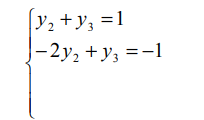 y₂ + y₃ = 1
−2y₂ + y₃ = −1